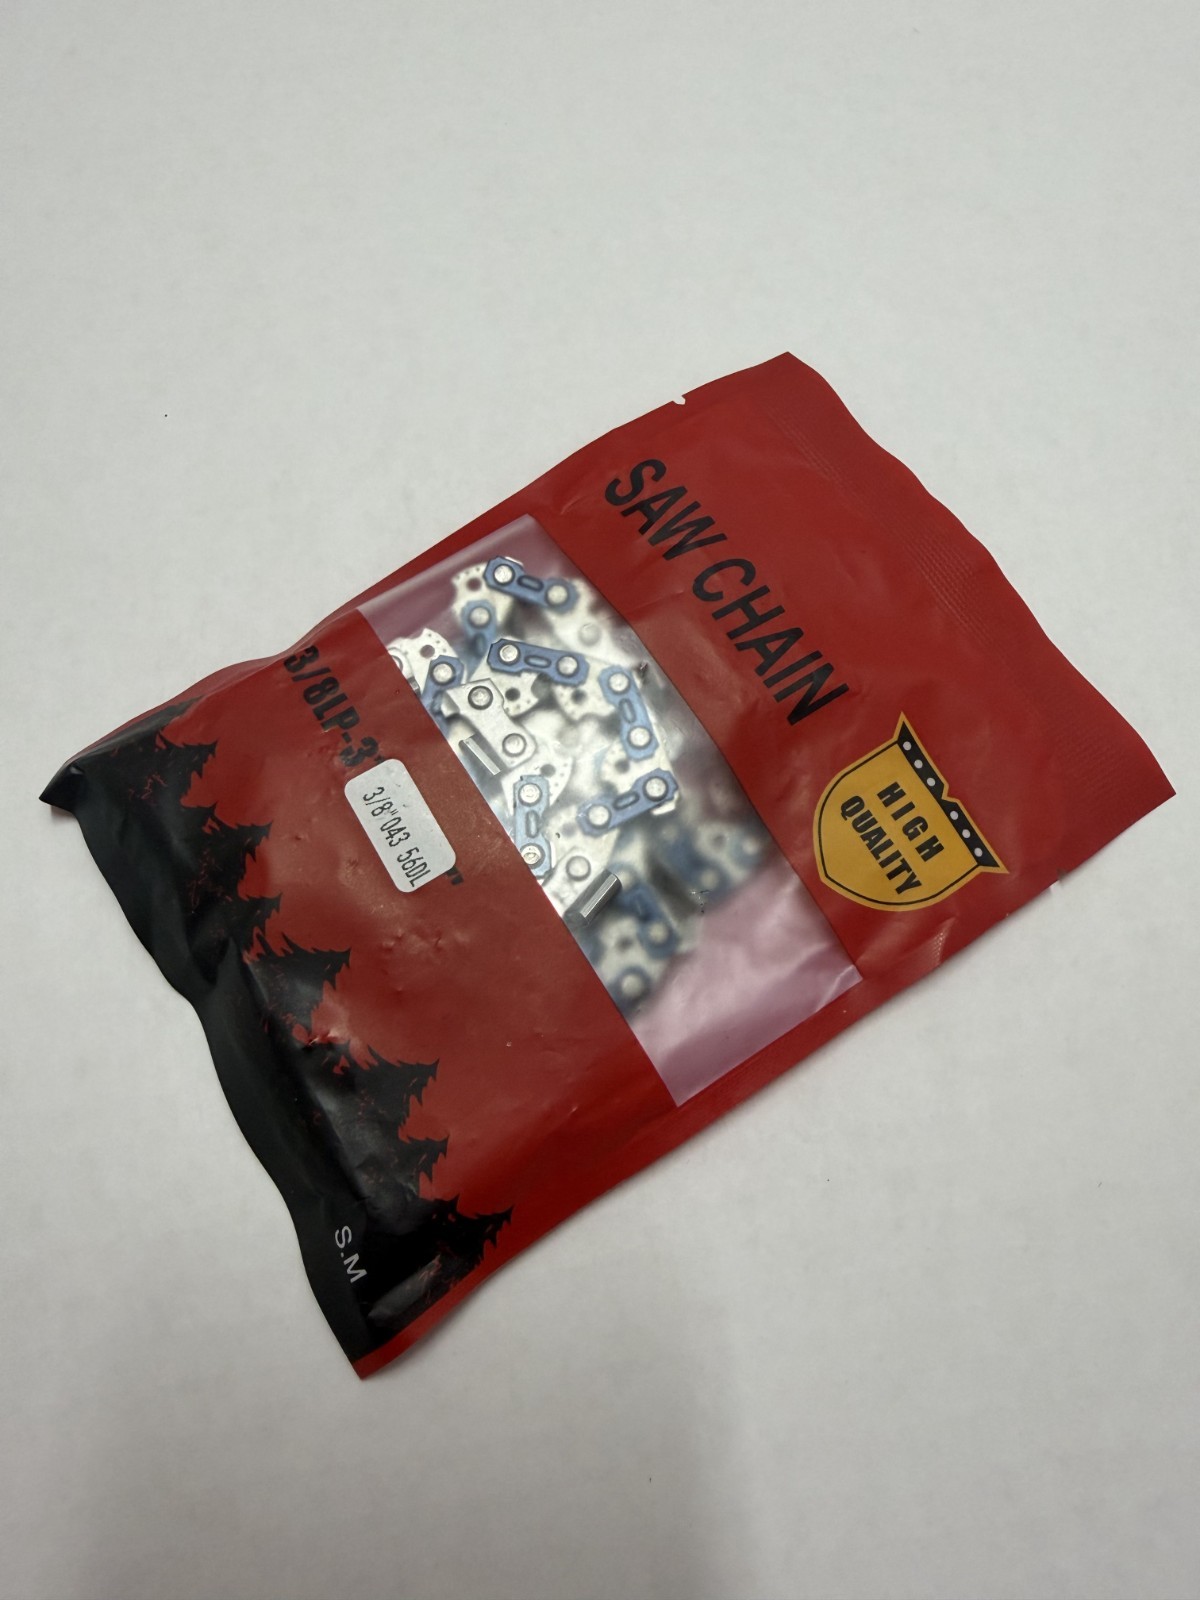 SAW CHAIN
HIGH
QUALITY
3/8LP-3
3/8" 043 56DL
S.M